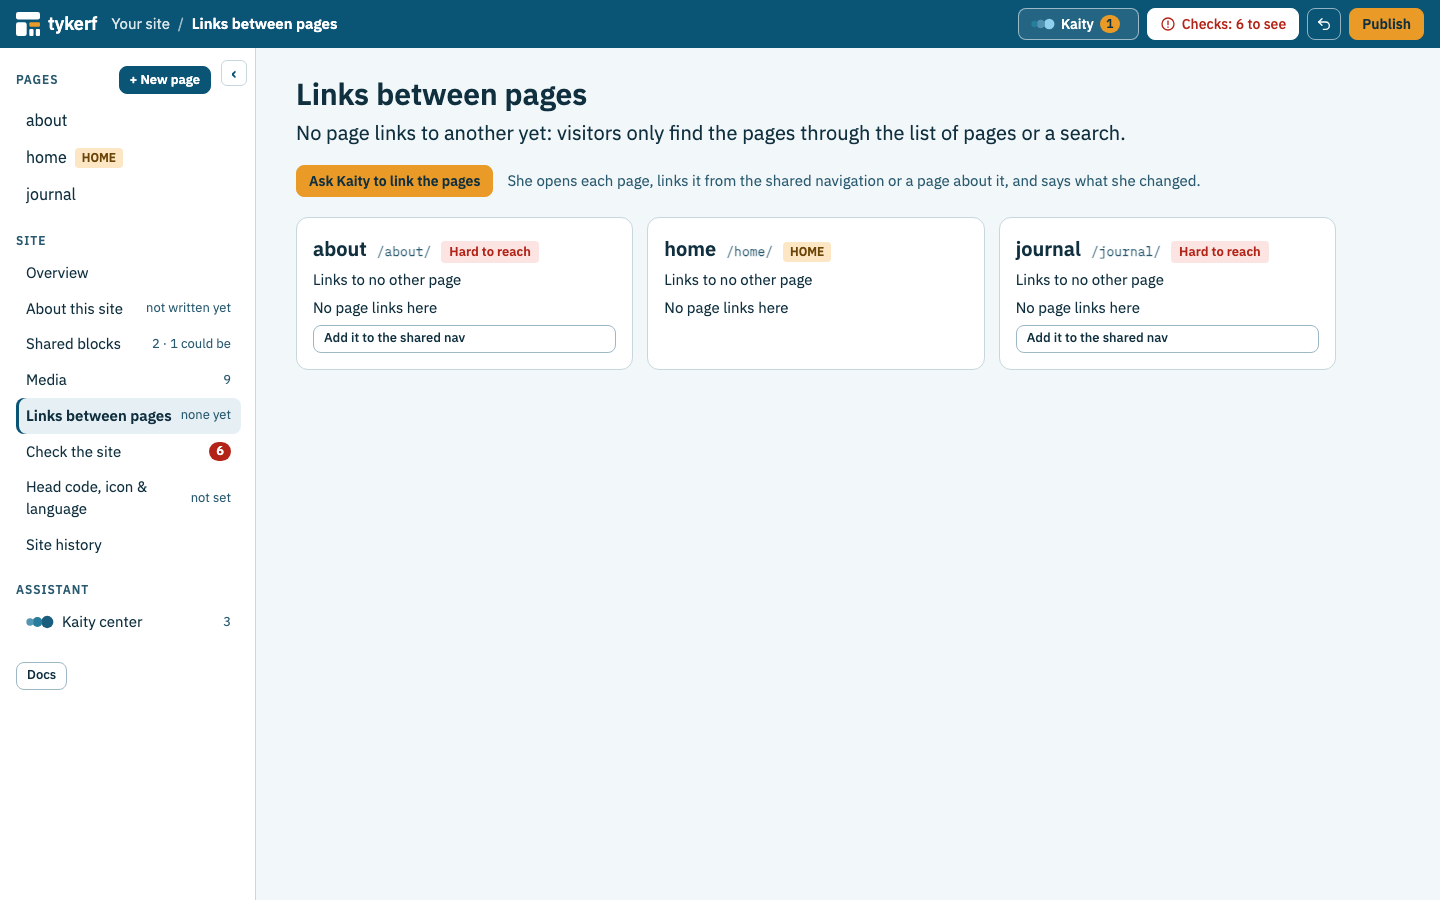 tykerf Your site / Links between pages Kaity 1 Checks: 6 to see Publish
PAGES + New page ‹
about
home HOME
journal
SITE
Overview
About this site not written yet
Shared blocks 2 · 1 could be
Media 9
Links between pages none yet
Check the site 6
Head code, icon & language not set
Site history
ASSISTANT
Kaity center 3
Docs
Links between pages
No page links to another yet: visitors only find the pages through the list of pages or a search.
Ask Kaity to link the pages She opens each page, links it from the shared navigation or a page about it, and says what she changed.
about /about/ Hard to reach
Links to no other page
No page links here
Add it to the shared nav
home /home/ HOME
Links to no other page
No page links here
journal /journal/ Hard to reach
Links to no other page
No page links here
Add it to the shared nav